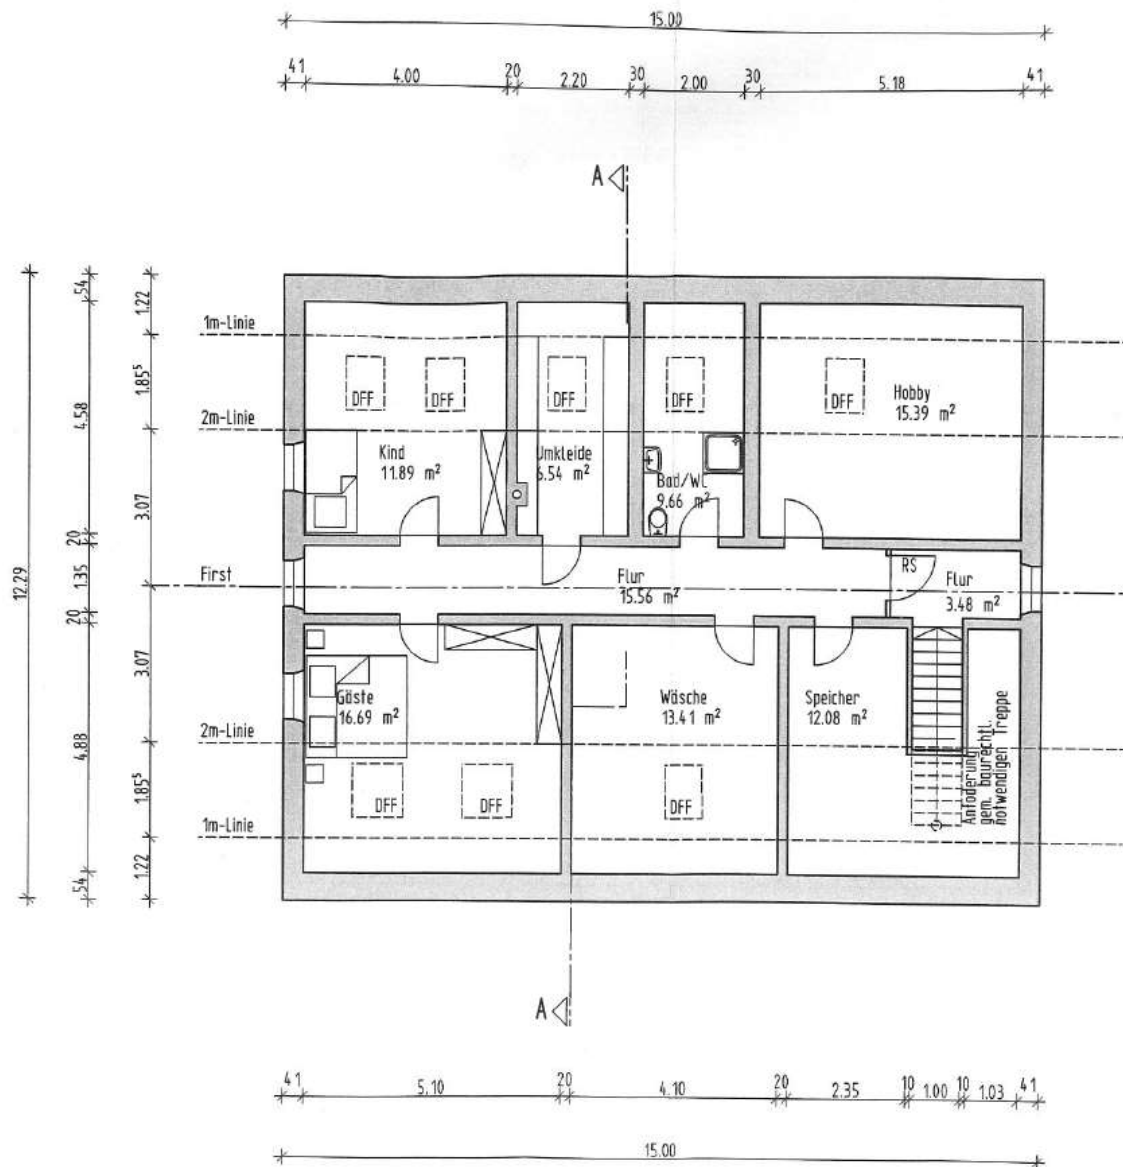 15.00
41 4.00 20 2.20 30 2.00 30 5.18 41
A
12.29
54 4.58 20 1.35 20 4.88 54
1.22 1.85⁵ 3.07 3.07 1.85⁵ 1.22
1m-Linie
DFF DFF DFF DFF DFF
Hobby
15.39 m²
2m-Linie
Kind
11.89 m²
Umkleide
6.54 m²
Bad/WC
9.66 m²
First
Flur
15.56 m²
RS
Flur
3.48 m²
Gäste
16.69 m²
Wäsche
13.41 m²
Speicher
12.08 m²
Anfoderung
gem. baurechtl.
notwendigen Treppe
2m-Linie
DFF DFF DFF
1m-Linie
A
41 5.10 20 4.10 20 2.35 10 1.00 10 1.03 41
15.00